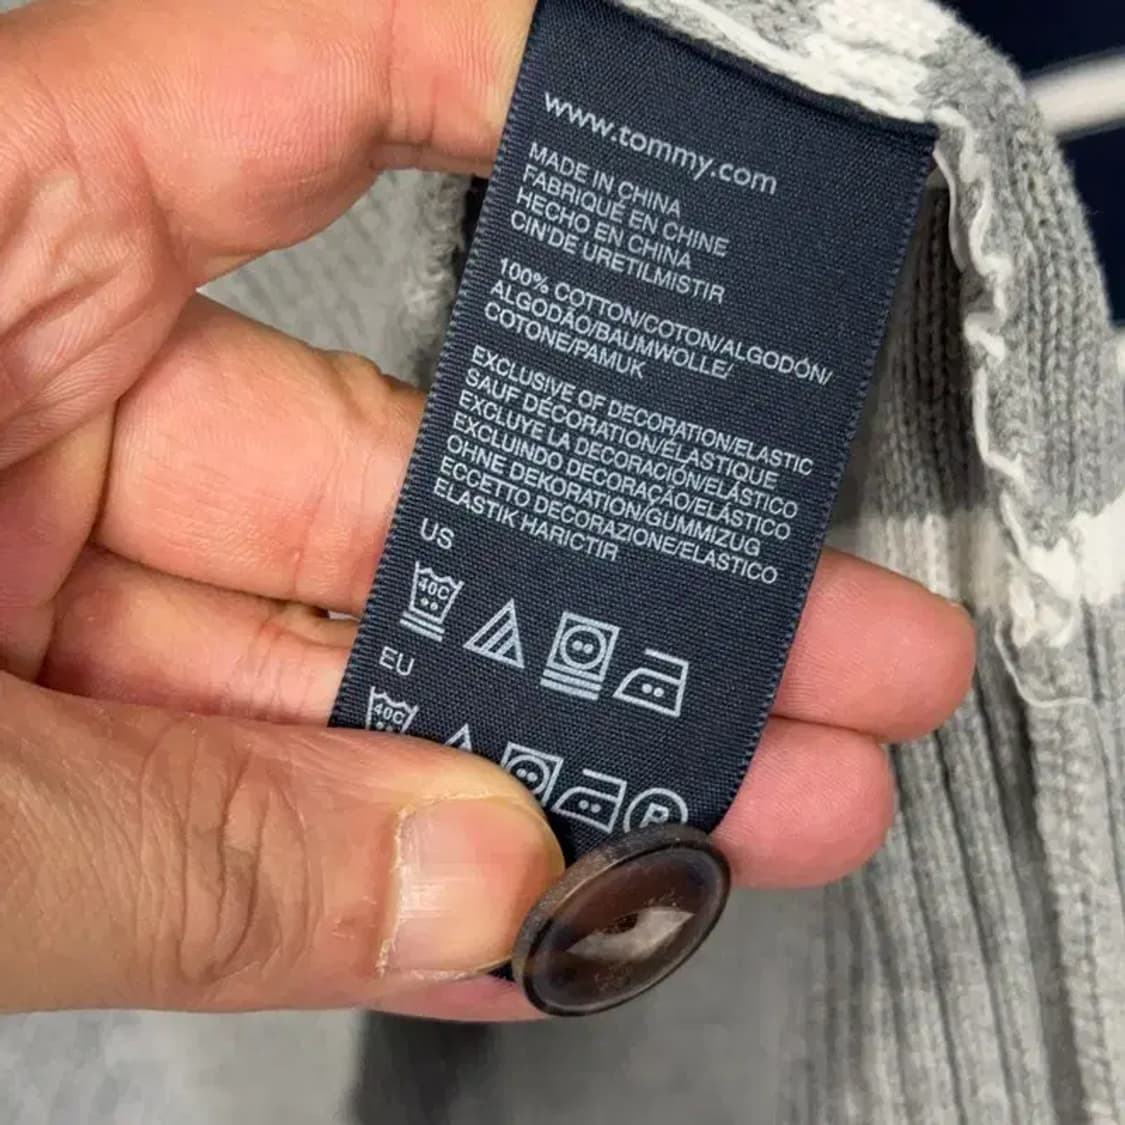 www.tommy.com
MADE IN CHINA
FABRIQUÉ EN CHINE
HECHO EN CHINA
CIN'DE URETILMISTIR
100% COTTON/COTON/ALGODÓN/
ALGODÃO/BAUMWOLLE/
COTONE/PAMUK
EXCLUSIVE OF DECORATION/ELASTIC
SAUF DÉCORATION/ÉLASTIQUE
EXCLUYE LA DECORACIÓN/ELÁSTICO
EXCLUINDO DECORAÇÃO/ELÁSTICO
OHNE DEKORATION/GUMMIZUG
ECCETTO DECORAZIONE/ELASTICO
ELASTIK HARICTIR
US
40C
EU
40C
P